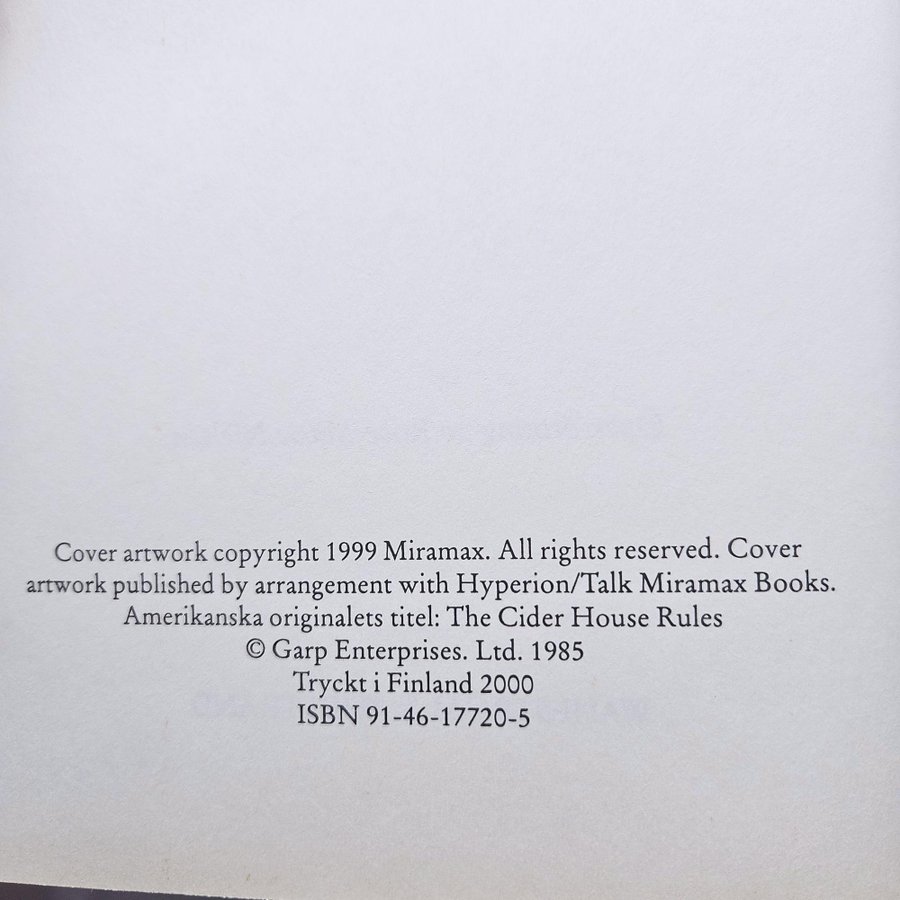 Cover artwork copyright 1999 Miramax. All rights reserved. Cover
artwork published by arrangement with Hyperion/Talk Miramax Books.
Amerikanska originalets titel: The Cider House Rules
© Garp Enterprises. Ltd. 1985
Tryckt i Finland 2000
ISBN 91-46-17720-5